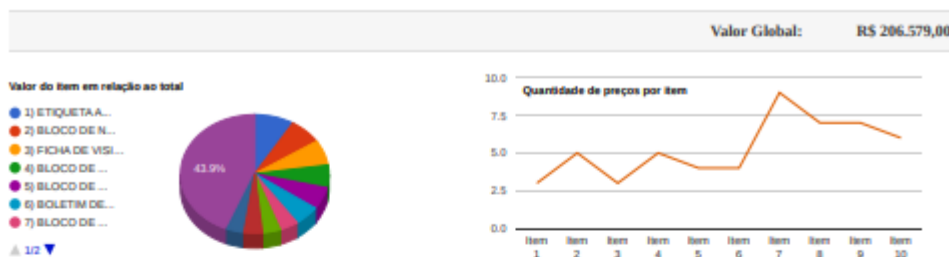 Valor Global: R$ 206.579,00
Valor do item em relação ao total
1) ETIQUETA A...
2) BLOCO DE N...
3) FICHA DE VISI...
4) BLOCO DE ...
5) BLOCO DE ...
6) BOLETIM DE...
7) BLOCO DE ...
1/2
43.9%
Quantidade de preços por item
10.0
7.5
5.0
2.5
0.0
Item 1
Item 2
Item 3
Item 4
Item 5
Item 6
Item 7
Item 8
Item 9
Item 10